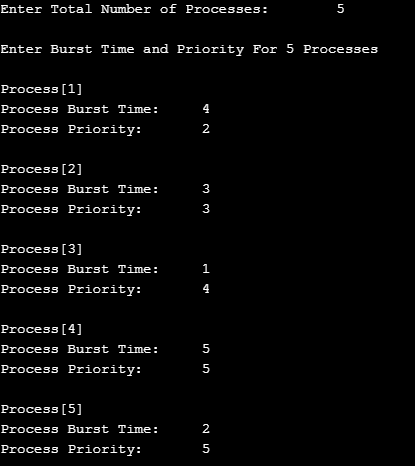 Enter Total Number of Processes: 5
Enter Burst Time and Priority For 5 Processes
Process[1]
Process Burst Time: 4
Process Priority: 2
Process[2]
Process Burst Time: 3
Process Priority: 3
Process[3]
Process Burst Time: 1
Process Priority: 4
Process[4]
Process Burst Time: 5
Process Priority: 5
Process[5]
Process Burst Time: 2
Process Priority: 5